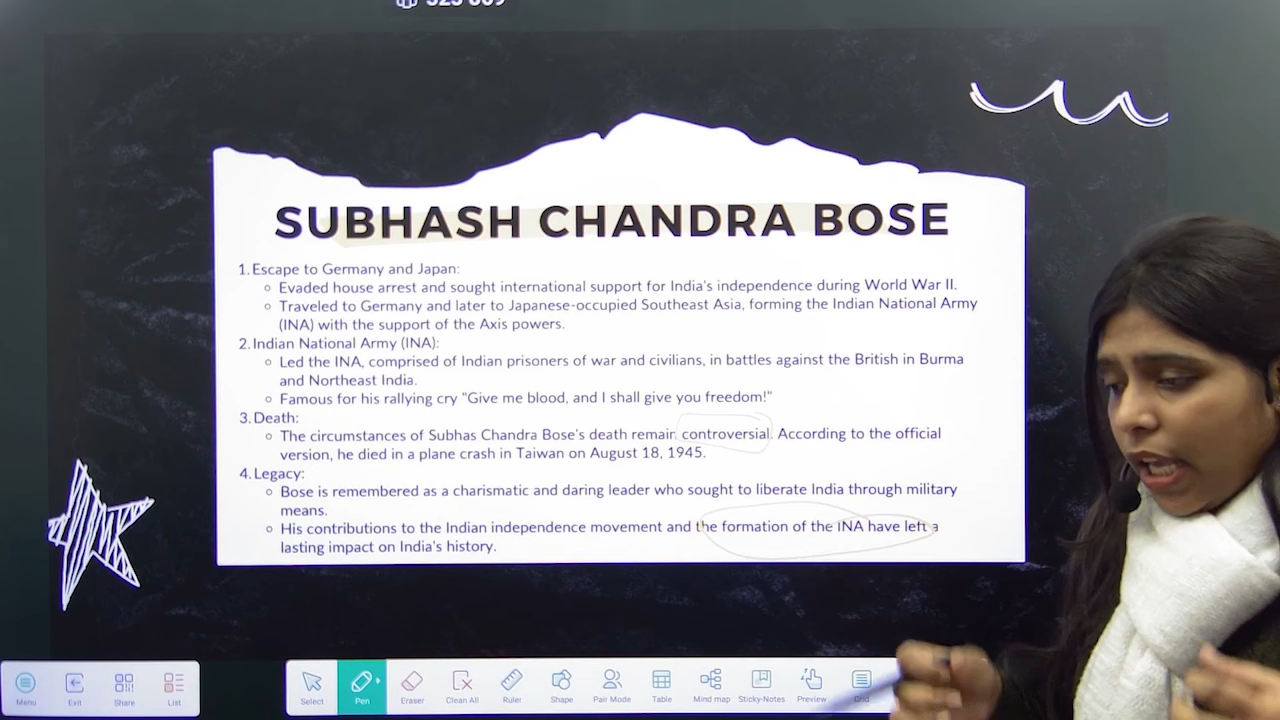 SUBHASH CHANDRA BOSE
1. Escape to Germany and Japan:
Evaded house arrest and sought international support for India's independence during World War II.
Traveled to Germany and later to Japanese-occupied Southeast Asia, forming the Indian National Army
(INA) with the support of the Axis powers.
2. Indian National Army (INA):
Led the INA, comprised of Indian prisoners of war and civilians, in battles against the British in Burma
and Northeast India.
Famous for his rallying cry "Give me blood, and I shall give you freedom!"
3. Death:
The circumstances of Subhas Chandra Bose's death remain controversial. According to the official
version, he died in a plane crash in Taiwan on August 18, 1945.
4. Legacy:
Bose is remembered as a charismatic and daring leader who sought to liberate India through military
means.
His contributions to the Indian independence movement and the formation of the INA have left a
lasting impact on India's history.
Menu Exit Share List Select Pen Eraser Clean All Ruler Shape Pair Mode Table Mind map Sticky-Notes Preview Grid